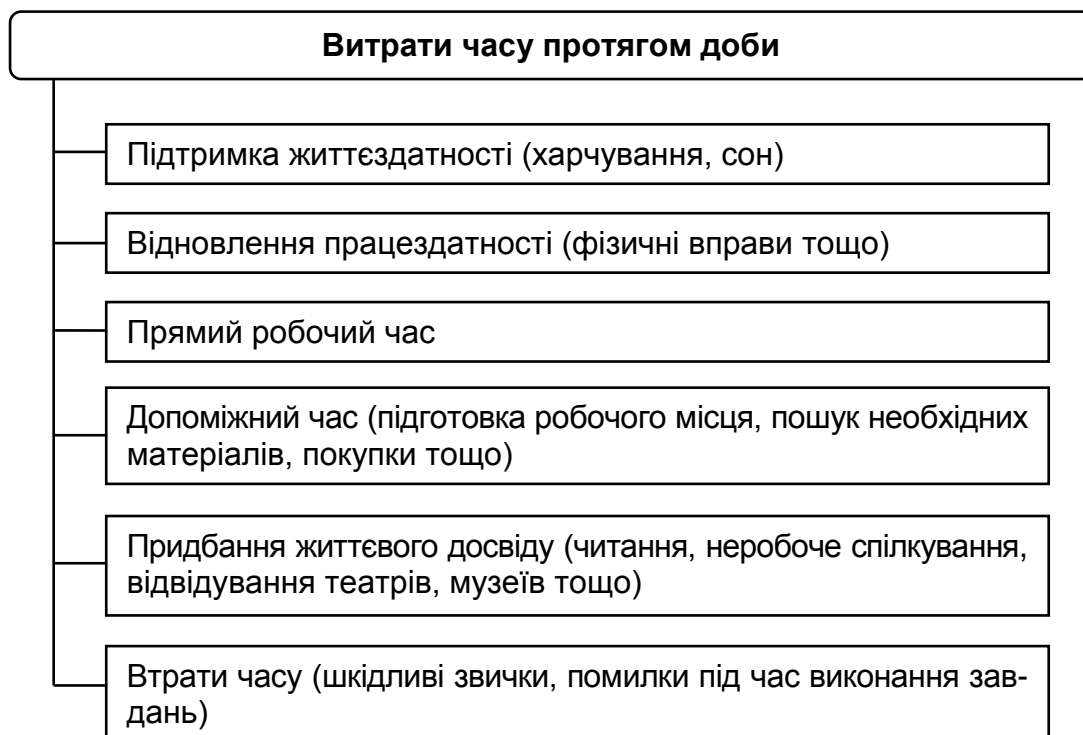 Витрати часу протягом доби
Підтримка життєздатності (харчування, сон)
Відновлення працездатності (фізичні вправи тощо)
Прямий робочий час
Допоміжний час (підготовка робочого місця, пошук необхідних
матеріалів, покупки тощо)
Придбання життєвого досвіду (читання, неробоче спілкування,
відвідування театрів, музеїв тощо)
Втрати часу (шкідливі звички, помилки під час виконання зав-
дань)